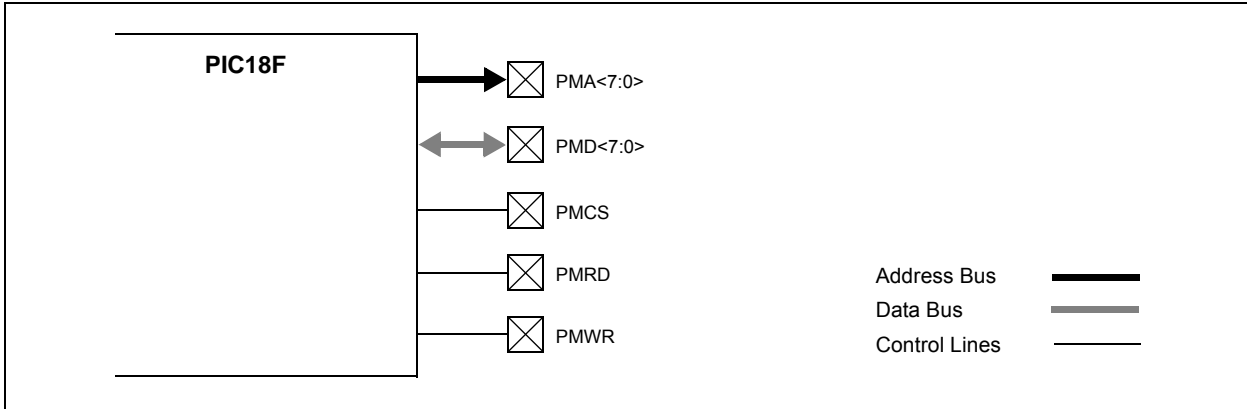 PIC18F
PMA<7:0>
PMD<7:0>
PMCS
PMRD
PMWR
Address Bus
Data Bus
Control Lines